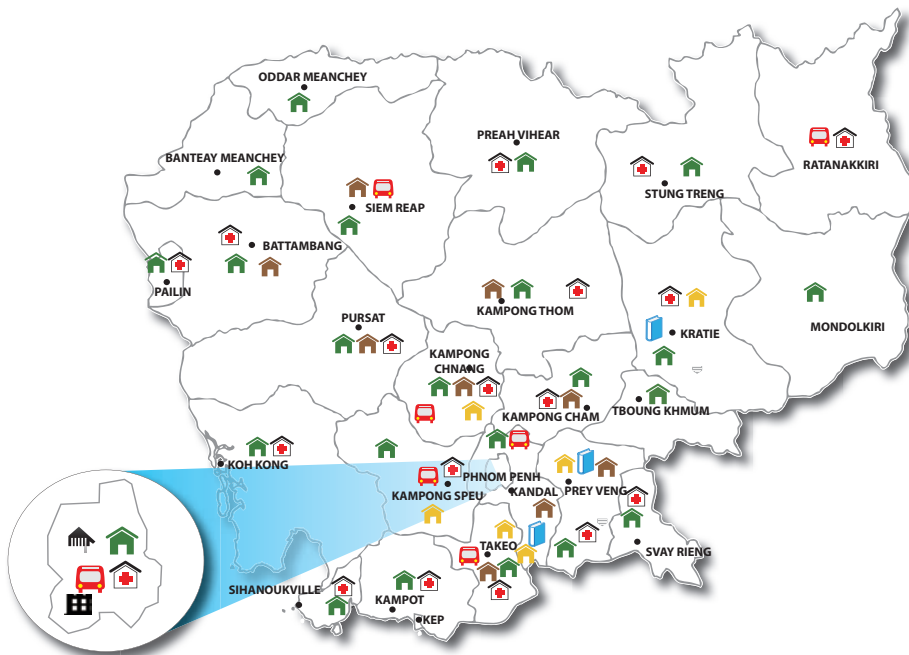 ODDAR MEANCHEY
PREAH VIHEAR
BANTEAY MEANCHEY
RATANAKKIRI
STUNG TRENG
SIEM REAP
BATTAMBANG
PAILIN
KAMPONG THOM
MONDOLKIRI
PURSAT
KRATIE
KAMPONG
CHNANG
TBOUNG KHMUM
KAMPONG CHAM
KOH KONG
PHNOM PENH
KAMPONG SPEU
KANDAL
PREY VENG
TAKEO
SVAY RIENG
SIHANOUKVILLE
KAMPOT
KEP